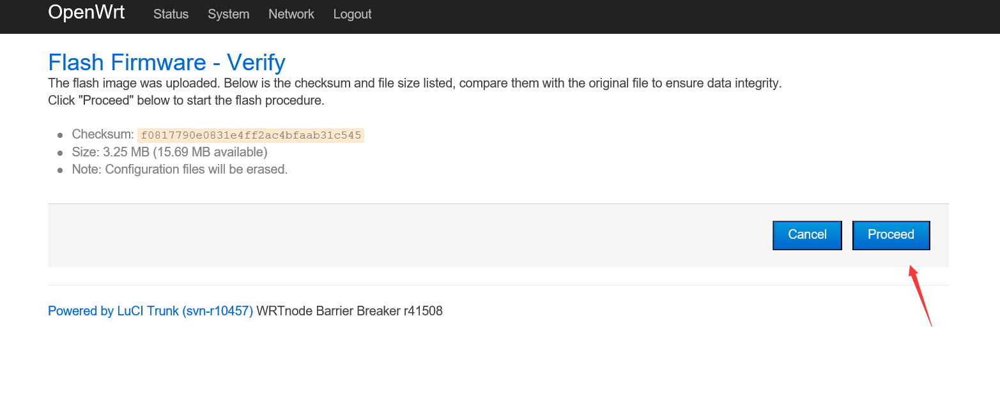 OpenWrt Status System Network Logout
Flash Firmware - Verify
The flash image was uploaded. Below is the checksum and file size listed, compare them with the original file to ensure data integrity.
Click "Proceed" below to start the flash procedure.
Checksum: f0817790e0831e4ff2ac4bfaab31c545
Size: 3.25 MB (15.69 MB available)
Note: Configuration files will be erased.
Cancel Proceed
Powered by LuCI Trunk (svn-r10457) WRTnode Barrier Breaker r41508